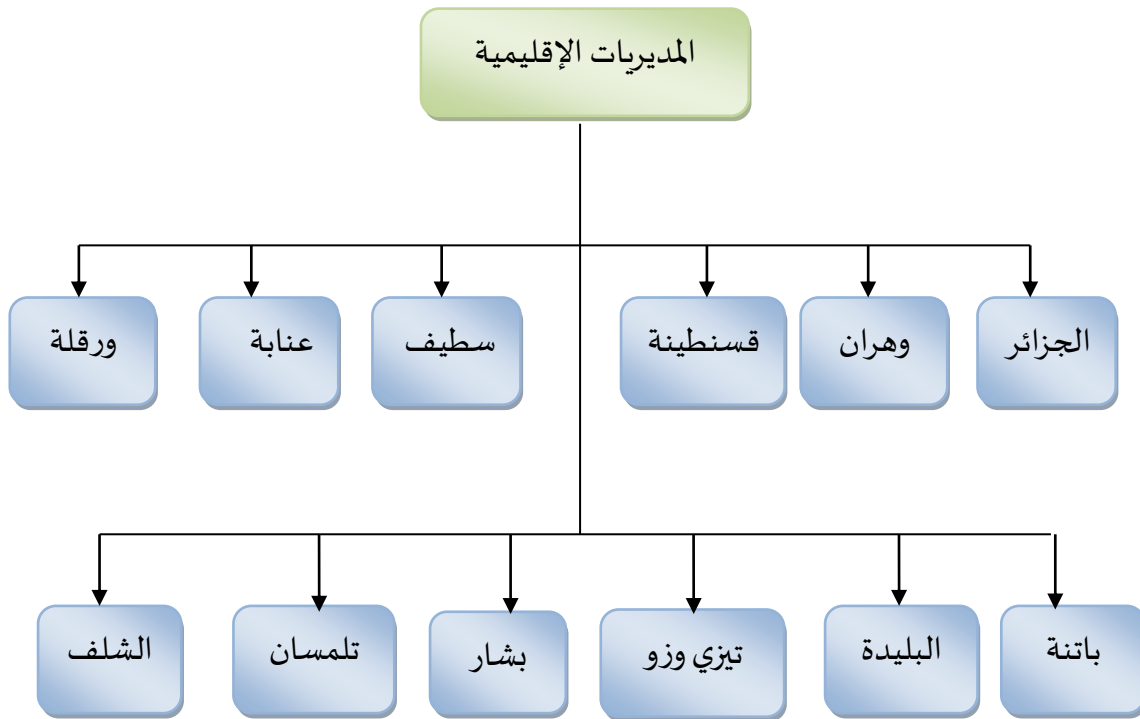 المديريات الإقليمية
الجزائر
وهران
قسنطينة
سطيف
عنابة
ورقلة
باتنة
البليدة
تيزي وزو
بشار
تلمسان
الشلف